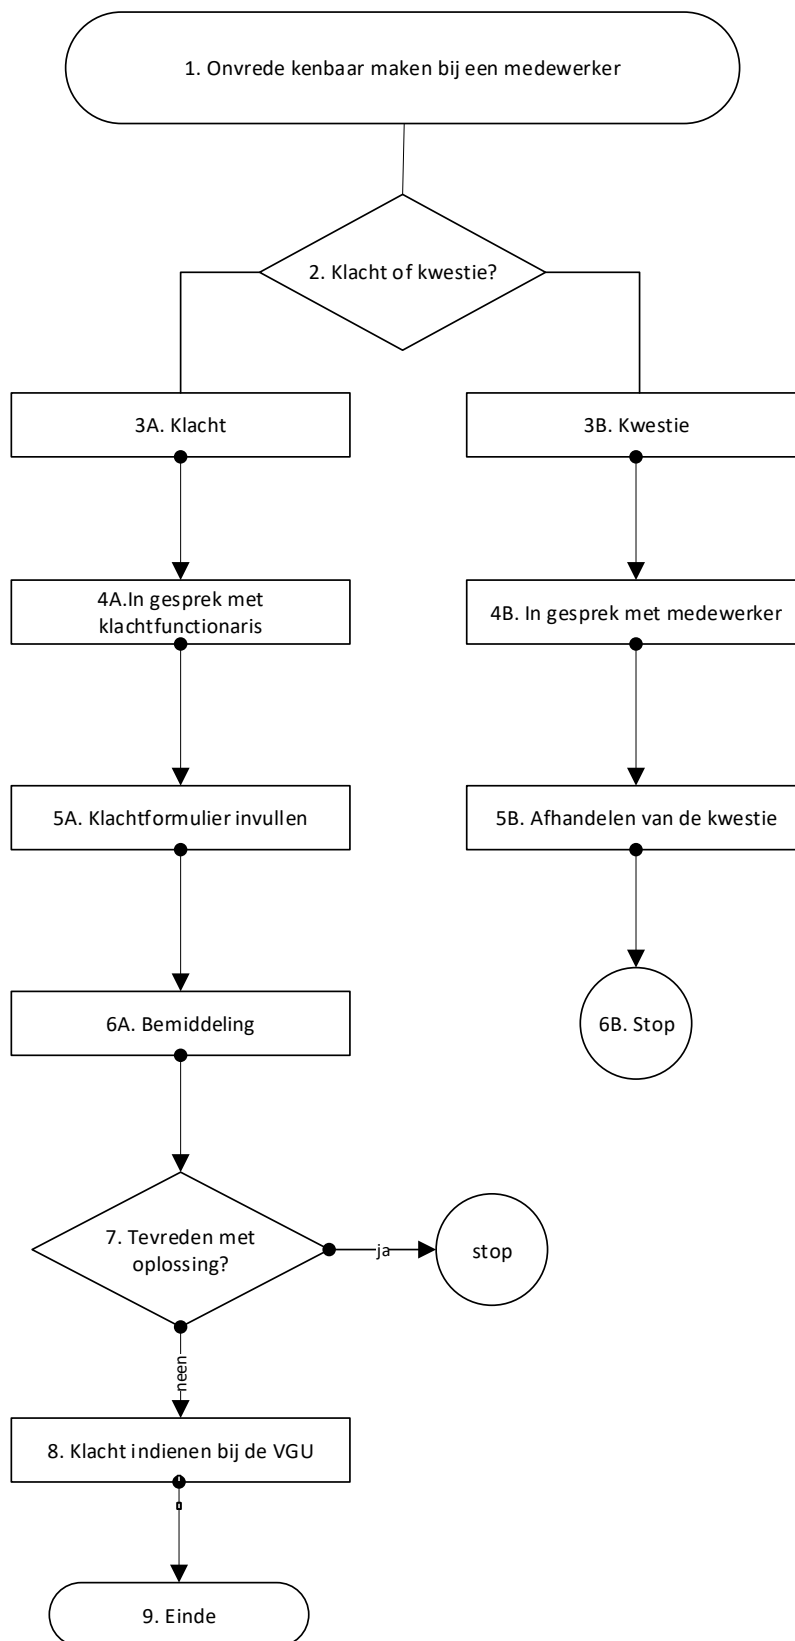 1. Onvrede kenbaar maken bij een medewerker
2. Klacht of kwestie?
3A. Klacht
3B. Kwestie
4A.In gesprek met
klachtfunctionaris
4B. In gesprek met medewerker
5A. Klachtformulier invullen
5B. Afhandelen van de kwestie
6A. Bemiddeling
6B. Stop
7. Tevreden met
oplossing?
ja
stop
neen
8. Klacht indienen bij de VGU
9. Einde